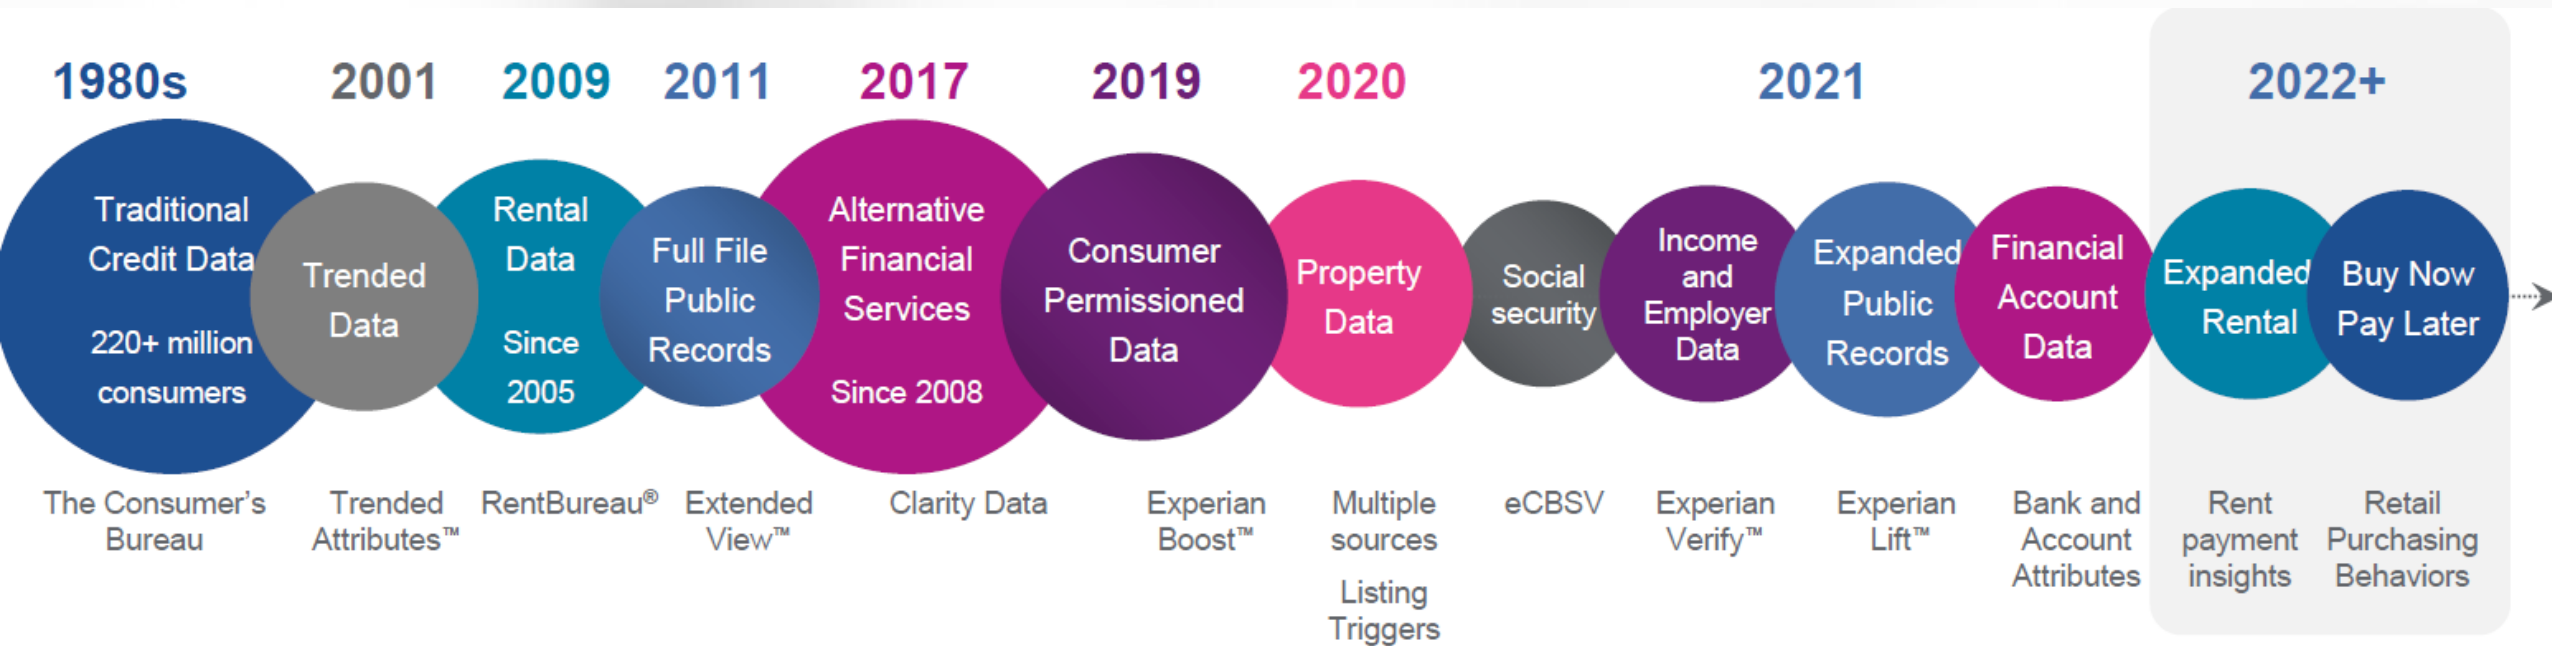 1980s
2001
2009
2011
2017
2019
2020
2021
2022+
Traditional
Credit Data
220+ million
consumers
Trended
Data
Rental
Data
Since
2005
Full File
Public
Records
Alternative
Financial
Services
Since 2008
Consumer
Permissioned
Data
Property
Data
Social
security
Income
and
Employer
Data
Expanded
Public
Records
Financial
Account
Data
Expanded
Rental
Buy Now
Pay Later
The Consumer's
Bureau
Trended
Attributes™
RentBureau®
Extended
View™
Clarity Data
Experian
Boost™
Multiple
sources
Listing
Triggers
eCBSV
Experian
Verify™
Experian
Lift™
Bank and
Account
Attributes
Rent
payment
insights
Retail
Purchasing
Behaviors